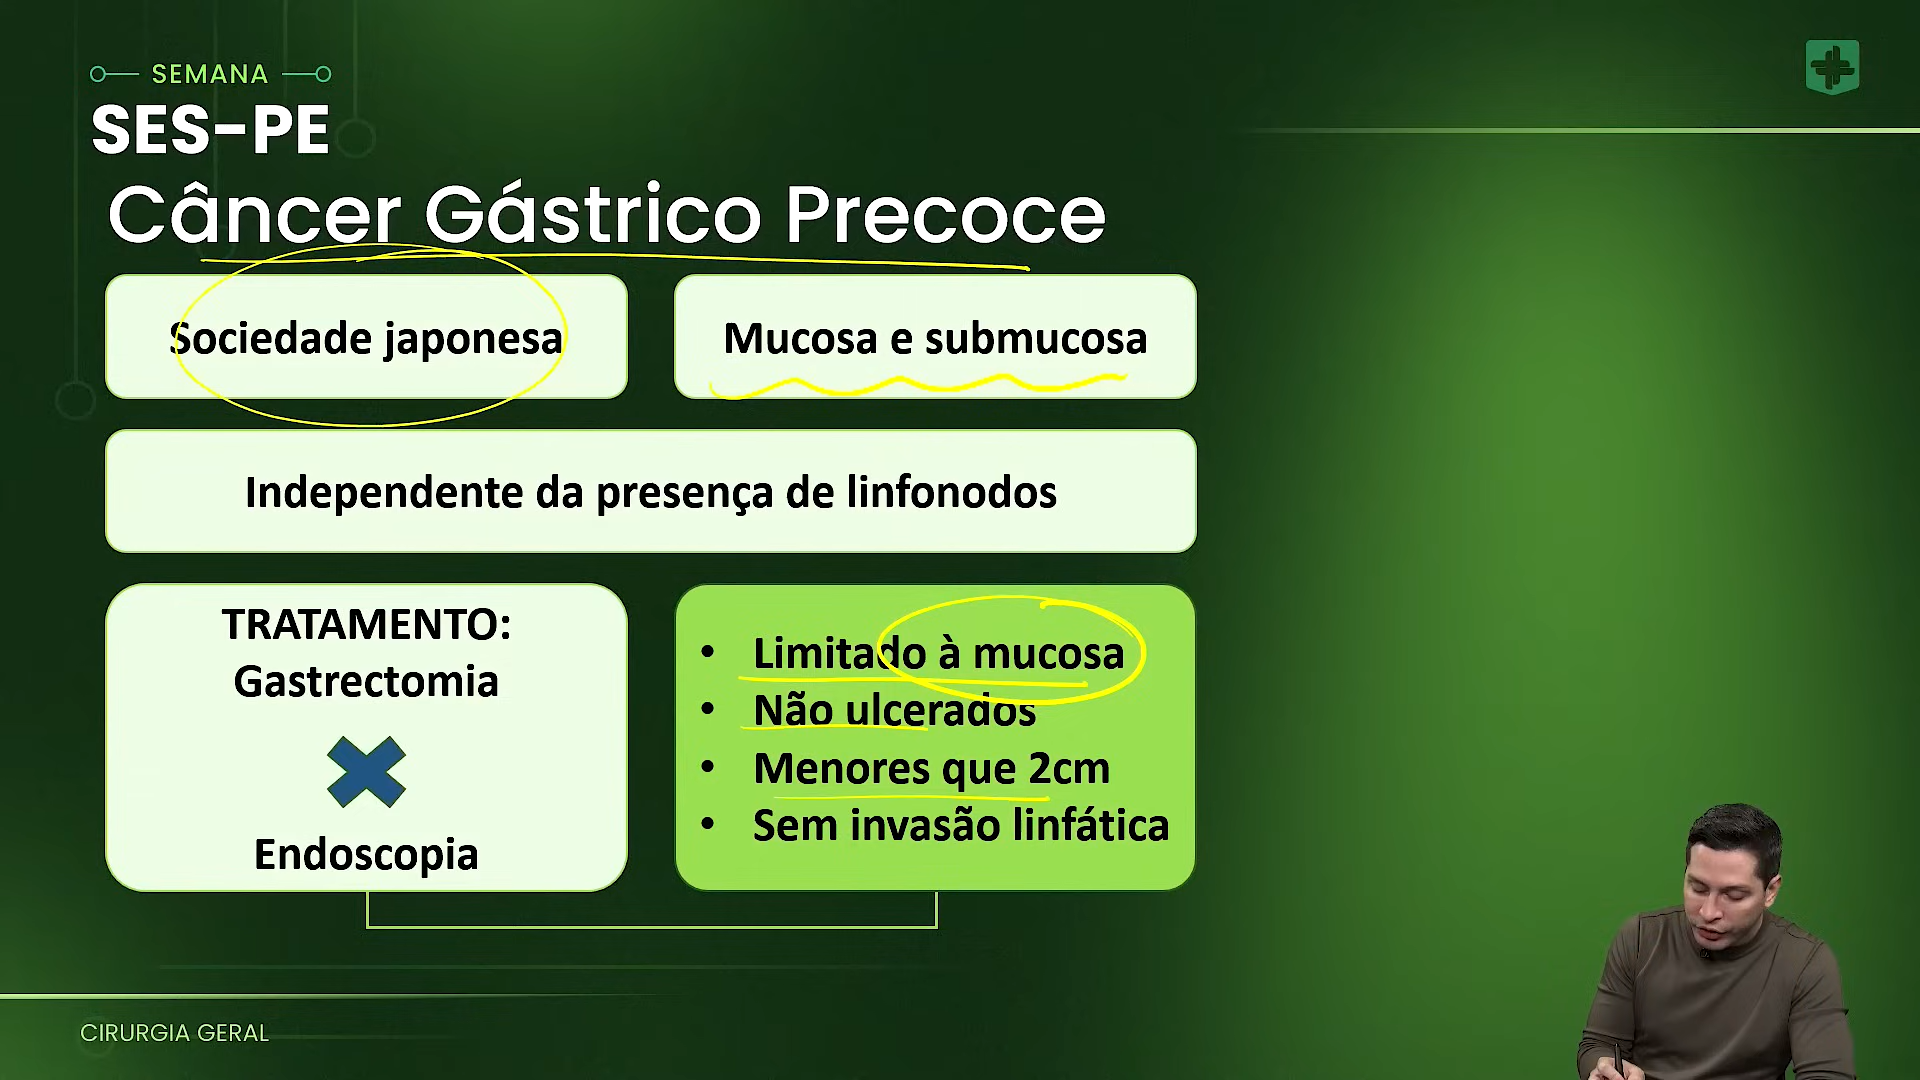 SEMANA
SES-PE
Câncer Gástrico Precoce
Sociedade japonesa
Mucosa e submucosa
Independente da presença de linfonodos
TRATAMENTO:
Gastrectomia
Endoscopia
• Limitado à mucosa
• Não ulcerados
• Menores que 2cm
• Sem invasão linfática
CIRURGIA GERAL